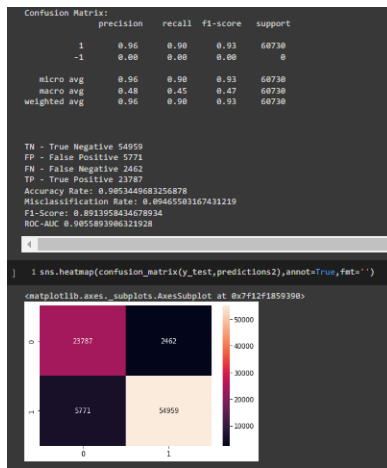 Confusion Matrix:
precision recall f1-score support
1 0.96 0.90 0.93 60730
-1 0.00 0.00 0.00 0
micro avg 0.96 0.90 0.93 60730
macro avg 0.48 0.45 0.47 60730
weighted avg 0.96 0.90 0.93 60730
TN - True Negative 54959
FP - False Positive 5771
FN - False Negative 2462
TP - True Positive 23787
Accuracy Rate: 0.9053449683256878
Misclassification Rate: 0.09465503167431219
F1-Score: 0.8913958434678934
ROC-AUC 0.9055893906321928
] 1 sns.heatmap(confusion_matrix(y_test,predictions2),annot=True,fmt='')
<matplotlib.axes._subplots.AxesSubplot at 0x7f12f1859390>
50000
0 23787 2462
40000
30000
20000
1 5771 54959
10000
0 1